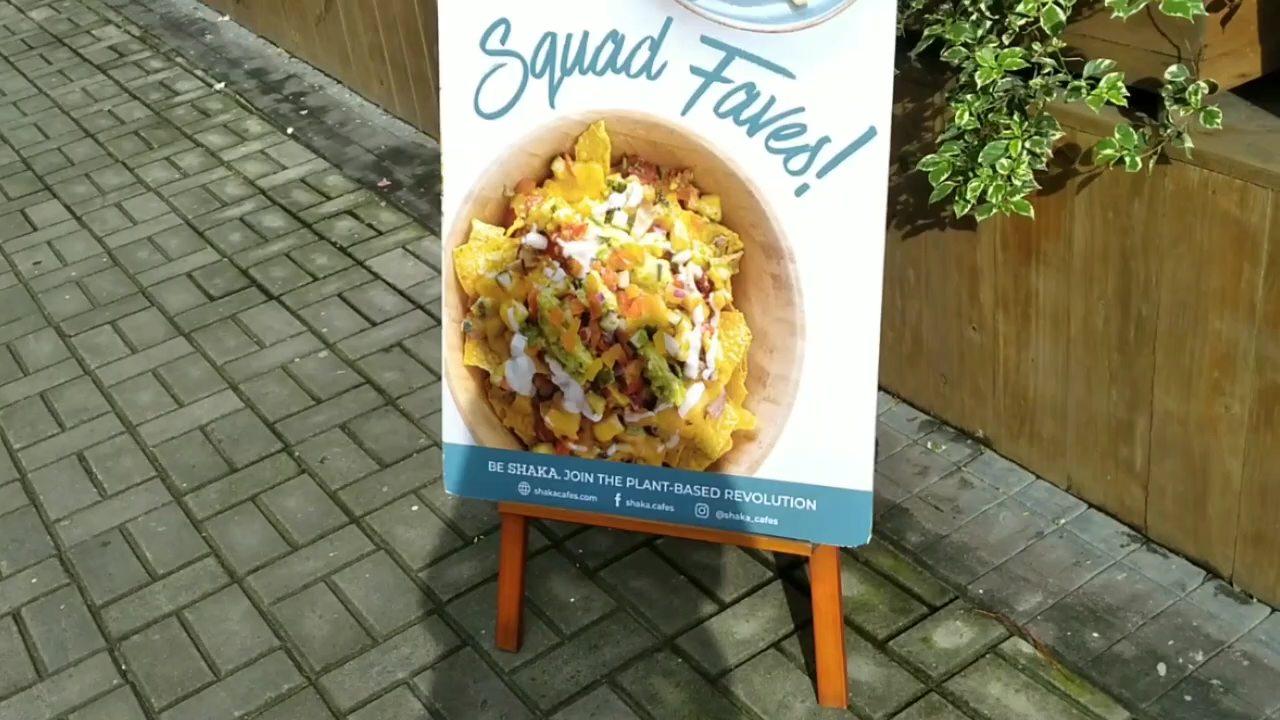 Squad Faves!
BE SHAKA. JOIN THE PLANT-BASED REVOLUTION
shakacafes.com shaka.cafes @shaka_cafes